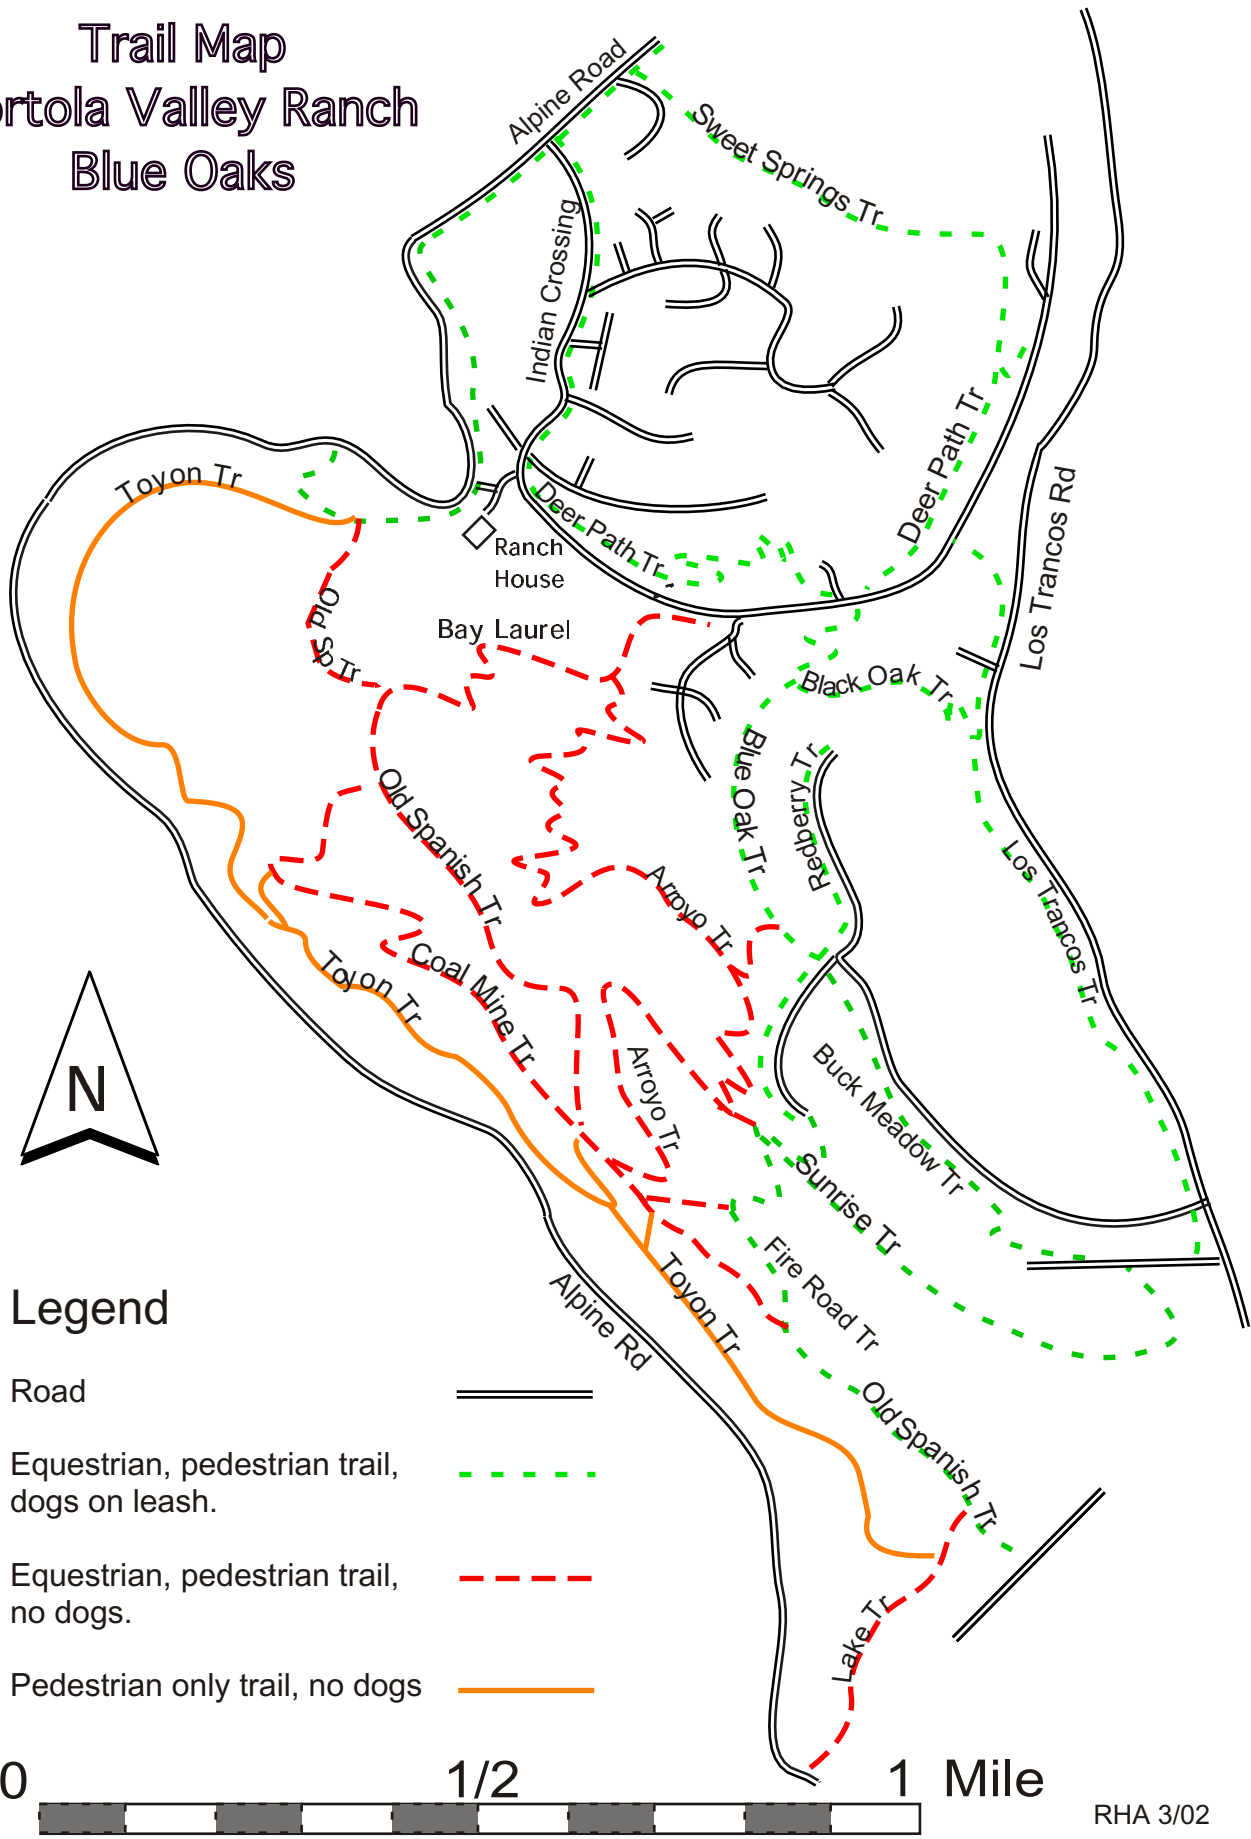 Trail Map
ortola Valley Ranch
Blue Oaks
Alpine Road
Sweet Springs Tr
Indian Crossing
Deer Path Tr
Los Trancos Rd
Toyon Tr
Deer Path Tr
Ranch
House
Old
Sp Tr
Bay Laurel
Black Oak Tr
Blue Oak Tr
Redberry Tr
Old Spanish Tr
Arroyo Tr
Los Trancos Tr
Toyon Tr
Coal Mine Tr
Arroyo Tr
Buck Meadow Tr
N
Sunrise Tr
Fire Road Tr
Toyon Tr
Alpine Rd
Old Spanish Tr
Lake Tr
Legend
Road
Equestrian, pedestrian trail,
dogs on leash.
Equestrian, pedestrian trail,
no dogs.
Pedestrian only trail, no dogs
0 1/2 1 Mile
RHA 3/02